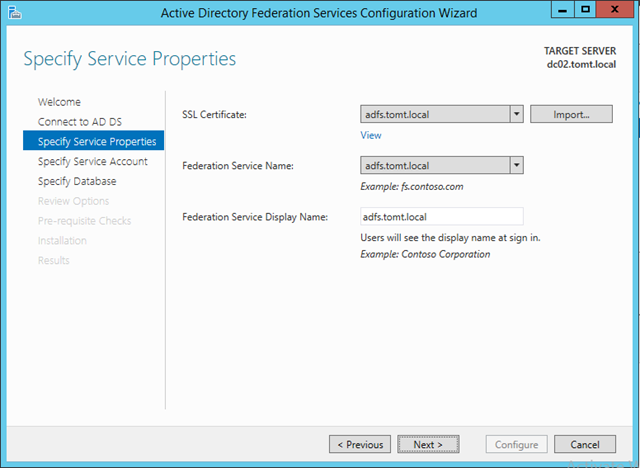 Active Directory Federation Services Configuration Wizard
Specify Service Properties
TARGET SERVER
dc02.tomt.local
Welcome
Connect to AD DS
Specify Service Properties
Specify Service Account
Specify Database
Review Options
Pre-requisite Checks
Installation
Results
SSL Certificate:
adfs.tomt.local
Import...
View
Federation Service Name:
adfs.tomt.local
Example: fs.contoso.com
Federation Service Display Name:
adfs.tomt.local
Users will see the display name at sign in.
Example: Contoso Corporation
< Previous
Next >
Configure
Cancel